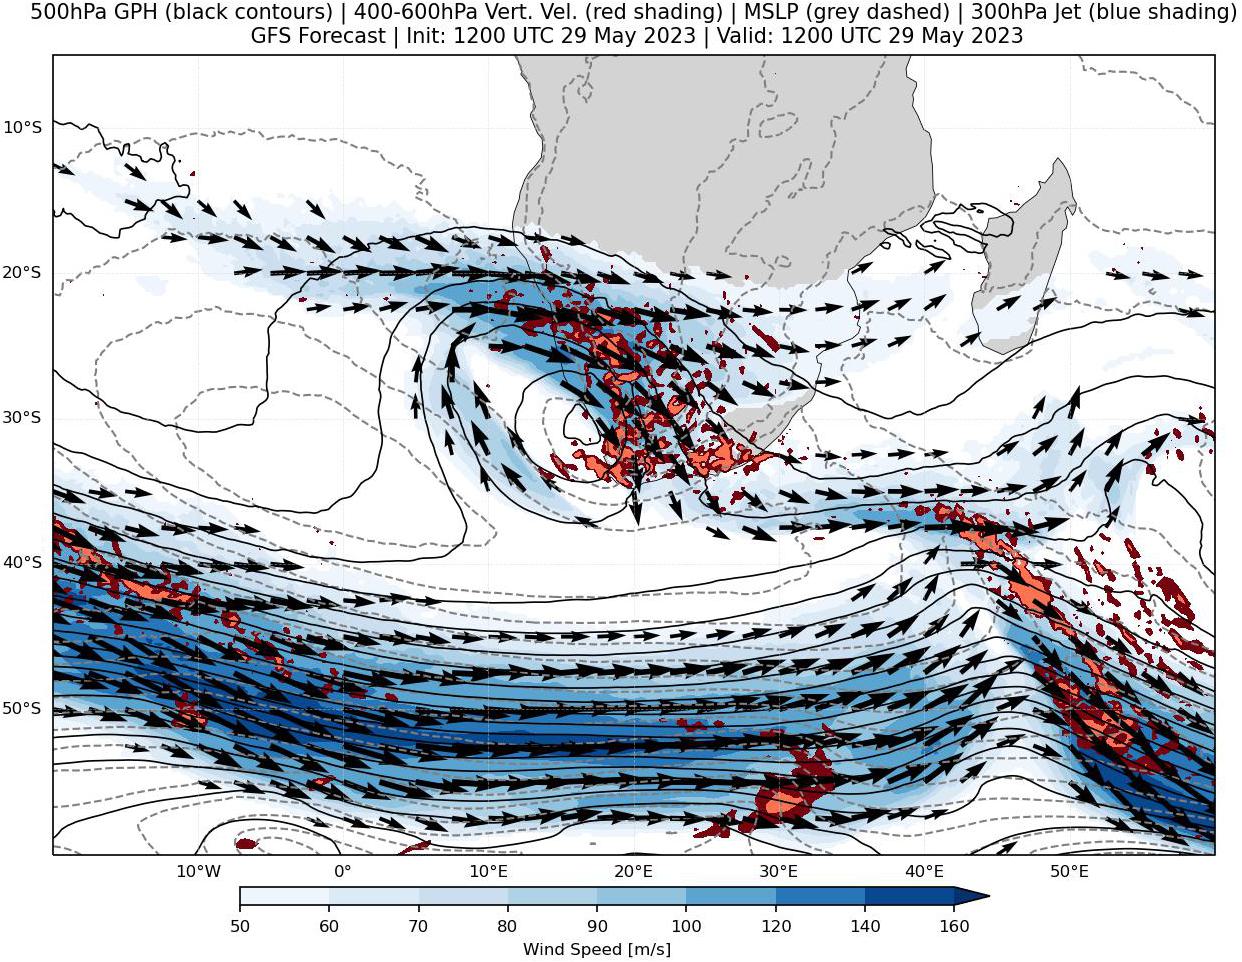 500hPa GPH (black contours) | 400-600hPa Vert. Vel. (red shading) | MSLP (grey dashed) | 300hPa Jet (blue shading)
GFS Forecast | Init: 1200 UTC 29 May 2023 | Valid: 1200 UTC 29 May 2023
10°S
20°S
30°S
40°S
50°S
10°W 0° 10°E 20°E 30°E 40°E 50°E
50 60 70 80 90 100 120 140 160
Wind Speed [m/s]